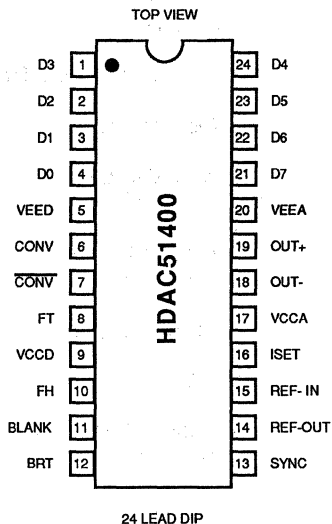 TOP VIEW
D3 1 24 D4
D2 2 23 D5
D1 3 22 D6
D0 4 21 D7
VEED 5 20 VEEA
CONV 6 19 OUT+
CONV 7 18 OUT-
FT 8 17 VCCA
VCCD 9 16 ISET
FH 10 15 REF- IN
BLANK 11 14 REF-OUT
BRT 12 13 SYNC
HDAC51400
24 LEAD DIP